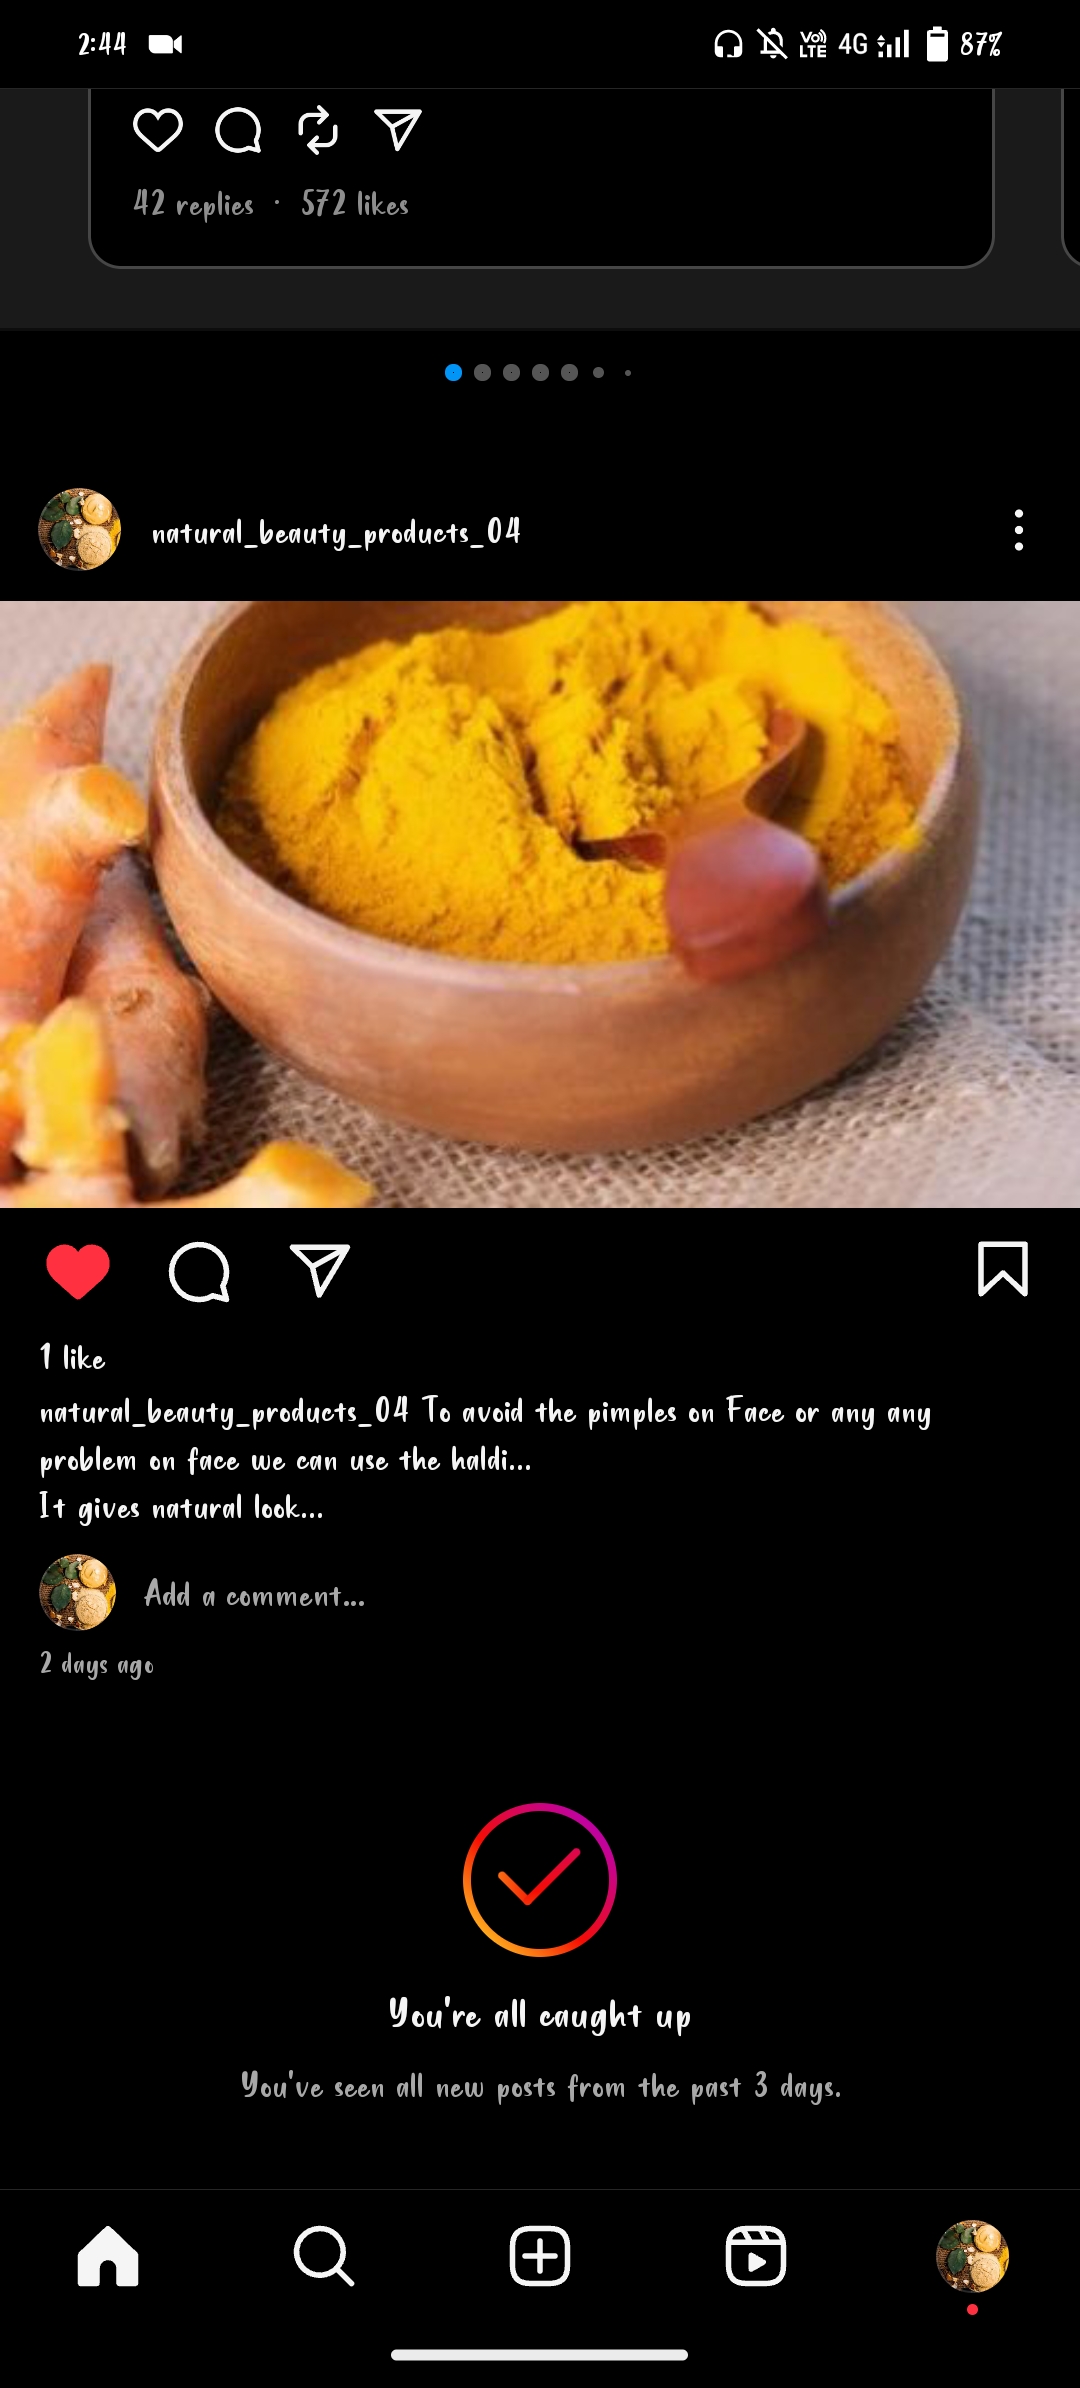 2:44
Vo)) LTE 4G 87%
42 replies · 572 likes
natural_beauty_products_04
1 like
natural_beauty_products_04 To avoid the pimples on Face or any any
problem on face we can use the haldi...
It gives natural look...
Add a comment...
2 days ago
You're all caught up
You've seen all new posts from the past 3 days.